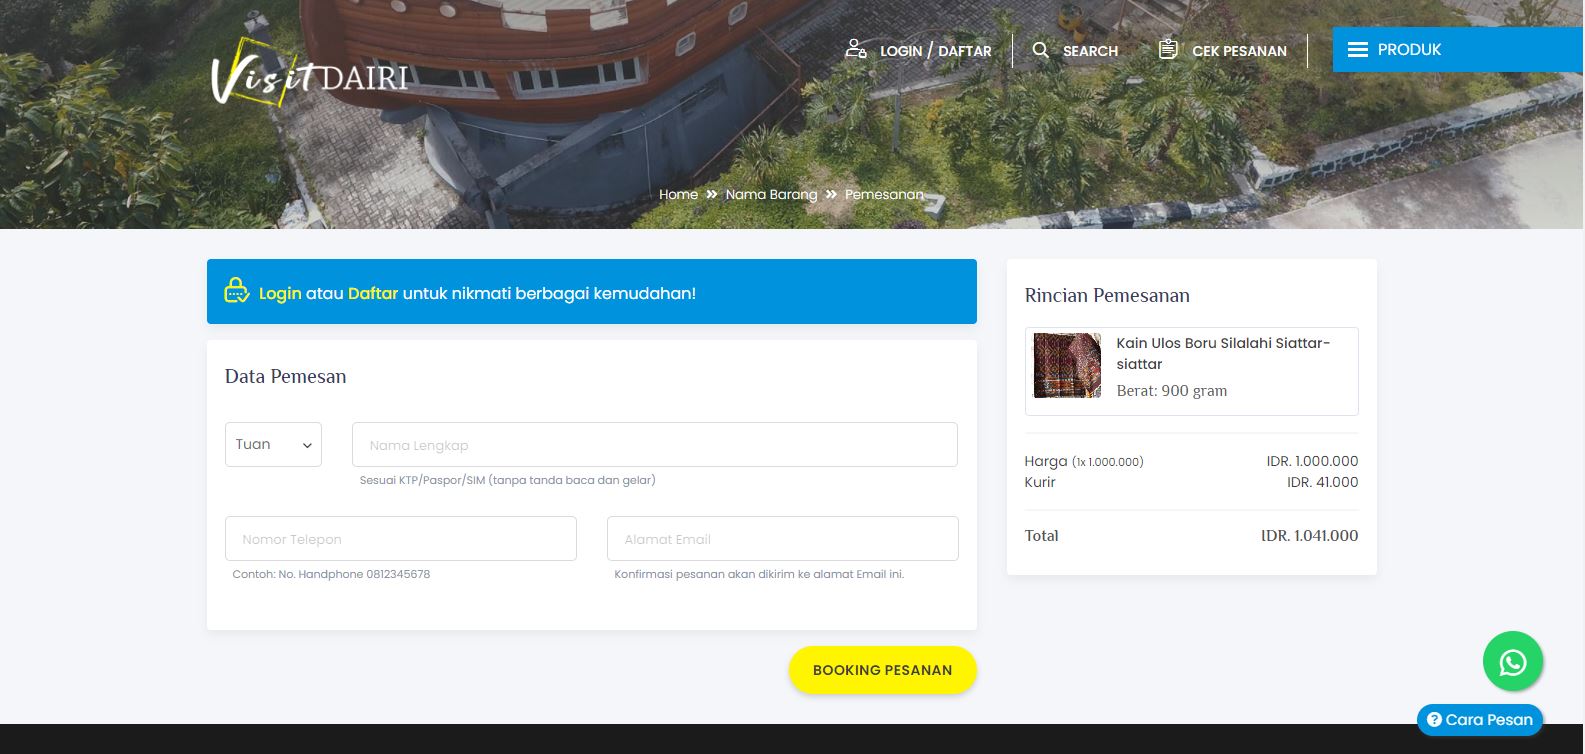 Visit DAIRI
LOGIN / DAFTAR
SEARCH
CEK PESANAN
PRODUK
Home » Nama Barang » Pemesanan
Login atau Daftar untuk nikmati berbagai kemudahan!
Data Pemesan
Tuan
Nama Lengkap
Sesuai KTP/Paspor/SIM (tanpa tanda baca dan gelar)
Nomor Telepon
Alamat Email
Contoh: No. Handphone 0812345678
Konfirmasi pesanan akan dikirim ke alamat Email ini.
BOOKING PESANAN
Rincian Pemesanan
Kain Ulos Boru Silalahi Siattar-
siattar
Berat: 900 gram
Harga (1x 1.000.000) IDR. 1.000.000
Kurir IDR. 41.000
Total IDR. 1.041.000
? Cara Pesan